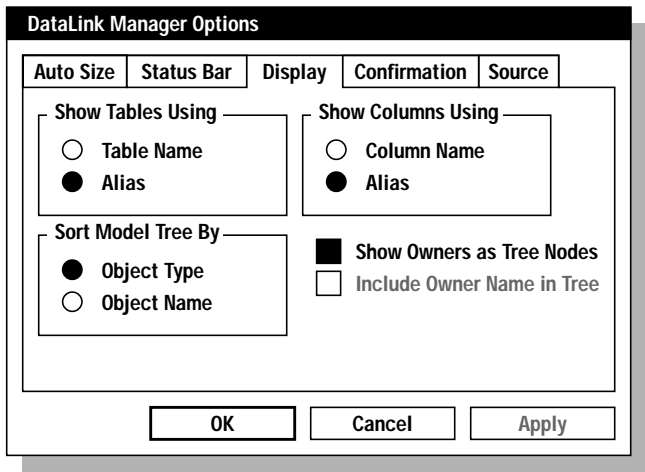 DataLink Manager Options
Auto Size Status Bar Display Confirmation Source
Show Tables Using
Table Name
Alias
Show Columns Using
Column Name
Alias
Sort Model Tree By
Object Type
Object Name
Show Owners as Tree Nodes
Include Owner Name in Tree
OK Cancel Apply